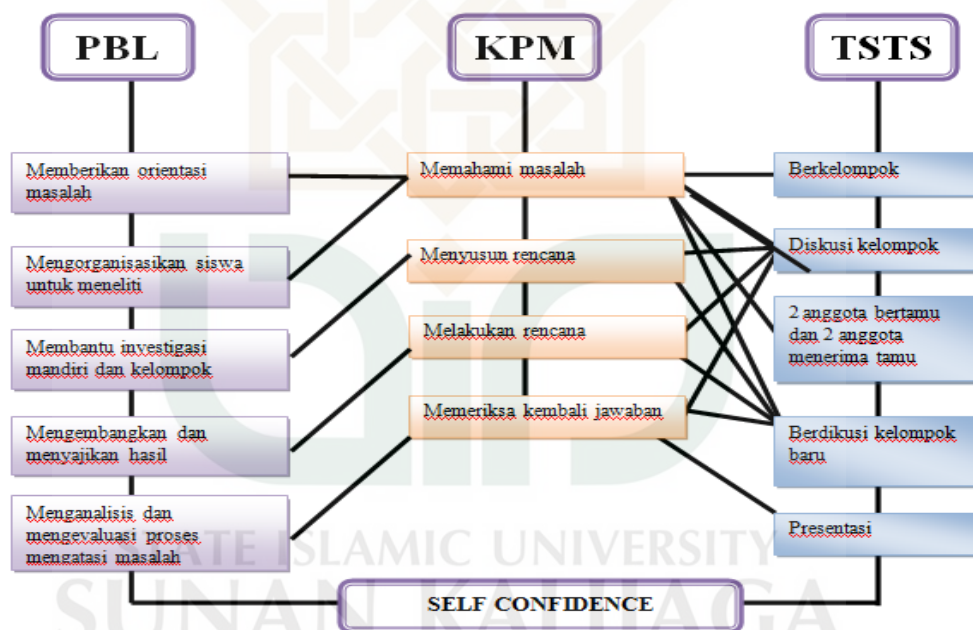 PBL
KPM
TSTS
Memberikan orientasi
masalah
Mengorganisasikan siswa
untuk meneliti
Membantu investigasi
mandiri dan kelompok
Mengembangkan dan
menyajikan hasil
Menganalisis dan
mengevaluasi proses
mengatasi masalah
Memahami masalah
Menyusun rencana
Melakukan rencana
Memeriksa kembali jawaban
Berkelompok
Diskusi kelompok
2 anggota bertamu
dan 2 anggota
menerima tamu
Berdikusi kelompok
baru
Presentasi
STATE ISLAMIC UNIVERSITY
SUNAN KALIJAGA
SELF CONFIDENCE